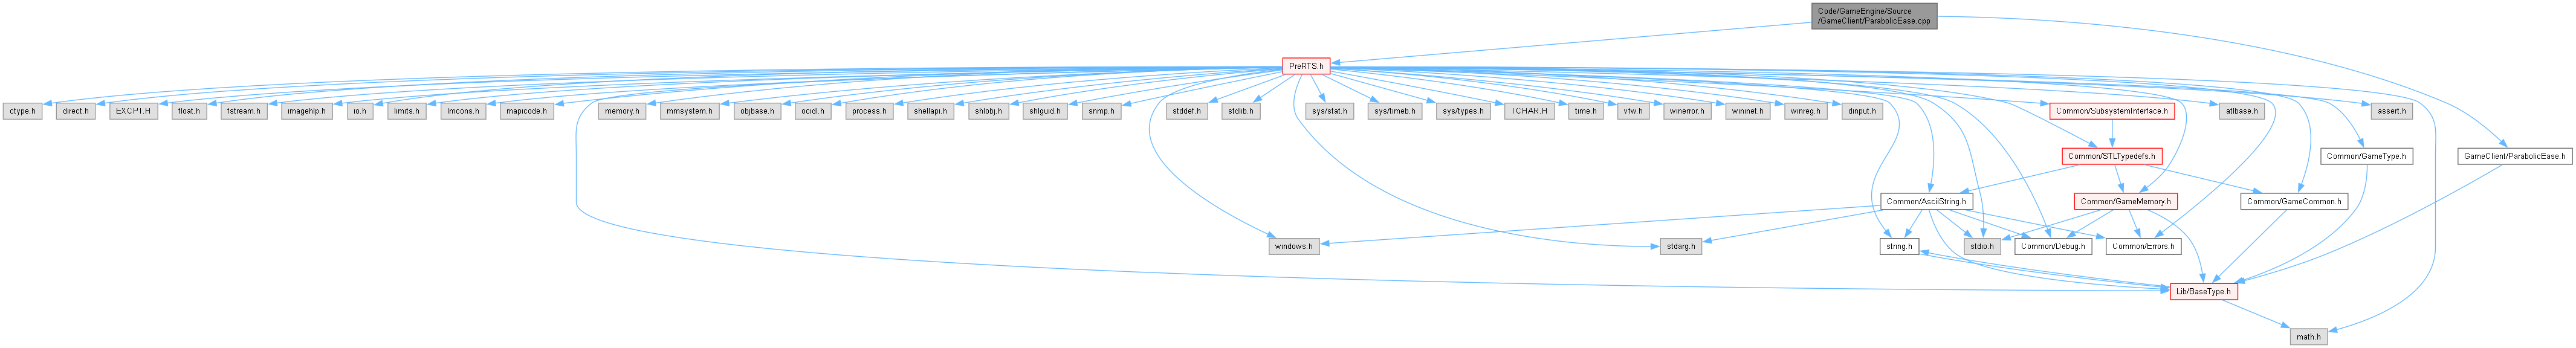 Code/GameEngine/Source
/GameClient/ParabolicEase.cpp
PreRTS.h
ctype.h
direct.h
EXCPT.H
float.h
fstream.h
imagehlp.h
io.h
limits.h
lmcons.h
mapicode.h
memory.h
mmsystem.h
objbase.h
ocidl.h
process.h
shellapi.h
shlobj.h
shlguid.h
snmp.h
stddef.h
stdlib.h
sys/stat.h
sys/timeb.h
sys/types.h
TCHAR.H
time.h
vfw.h
winerror.h
wininet.h
winreg.h
dinput.h
Common/SubsystemInterface.h
atlbase.h
assert.h
Common/STLTypedefs.h
Common/GameType.h
GameClient/ParabolicEase.h
Common/AsciiString.h
Common/GameMemory.h
Common/GameCommon.h
windows.h
stdarg.h
string.h
stdio.h
Common/Debug.h
Common/Errors.h
Lib/BaseType.h
math.h